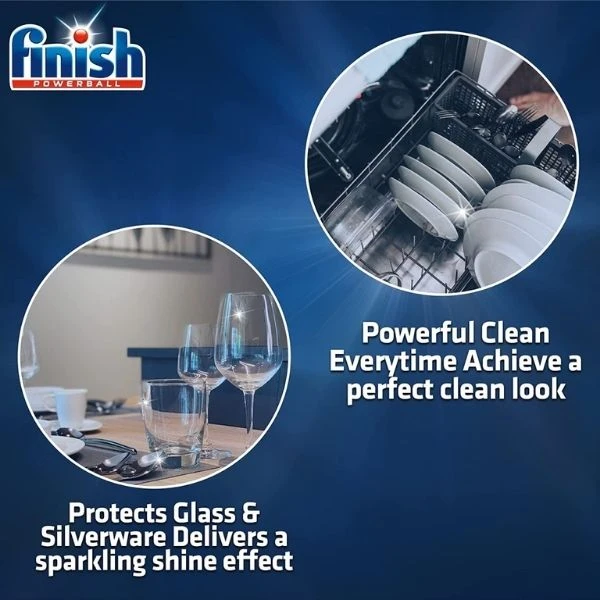 finish
POWERBALL
Powerful Clean
Everytime Achieve a
perfect clean look
Protects Glass &
Silverware Delivers a
sparkling shine effect